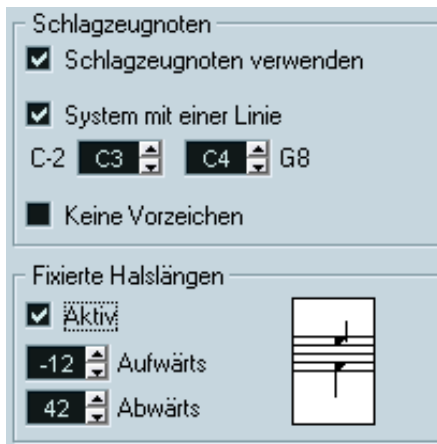 Schlagzeugnoten
Schlagzeugnoten verwenden
System mit einer Linie
C-2 C3 C4 G8
Keine Vorzeichen
Fixierte Halslängen
Aktiv
-12 Aufwärts
42 Abwärts